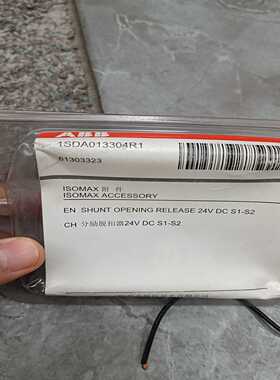 ABB
1SDA013304R1
61303323
ISOMAX 附 件
ISOMAX ACCESSORY
EN SHUNT OPENING RELEASE 24V DC S1-S2
CH 分励脱扣器24V DC S1-S2